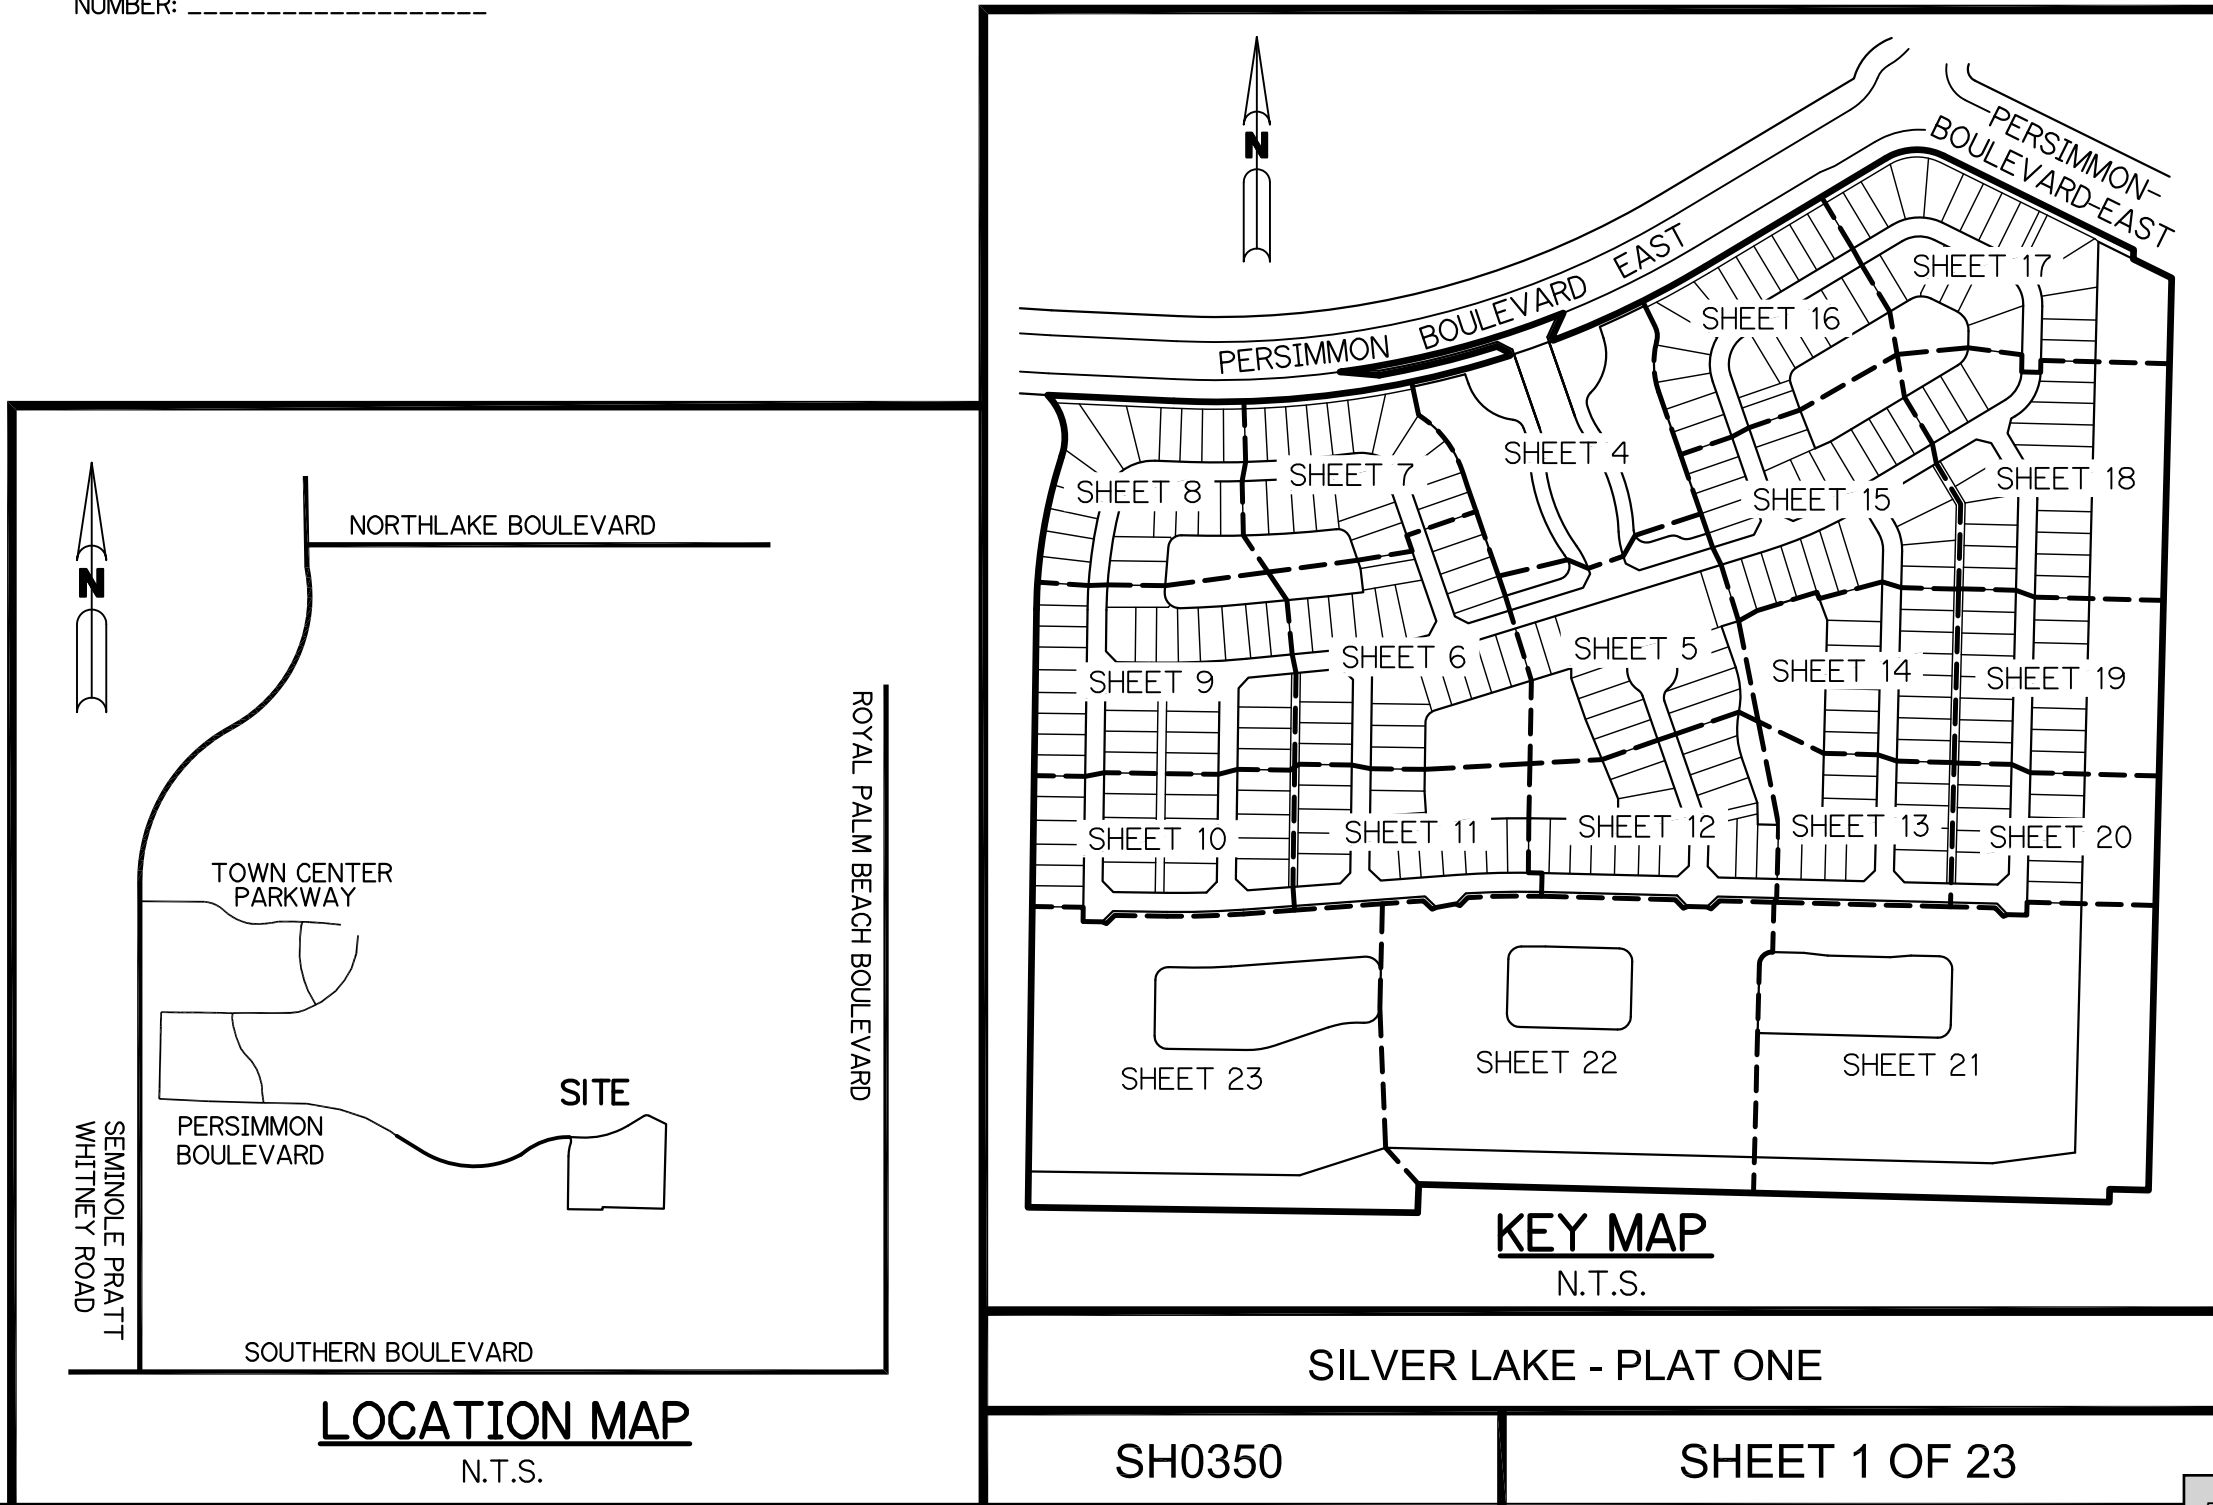 NUMBER: ___________________
N
NORTHLAKE BOULEVARD
ROYAL PALM BEACH BOULEVARD
TOWN CENTER
PARKWAY
SITE
PERSIMMON
BOULEVARD
SEMINOLE PRATT
WHITNEY ROAD
SOUTHERN BOULEVARD
LOCATION MAP
N.T.S.
N
PERSIMMON-
BOULEVARD-EAST
PERSIMMON BOULEVARD EAST
SHEET 17
SHEET 16
SHEET 4
SHEET 7
SHEET 8
SHEET 15
SHEET 18
SHEET 5
SHEET 6
SHEET 14
SHEET 9
SHEET 19
SHEET 10
SHEET 11
SHEET 12
SHEET 13
SHEET 20
SHEET 23
SHEET 22
SHEET 21
KEY MAP
N.T.S.
SILVER LAKE - PLAT ONE
SH0350
SHEET 1 OF 23